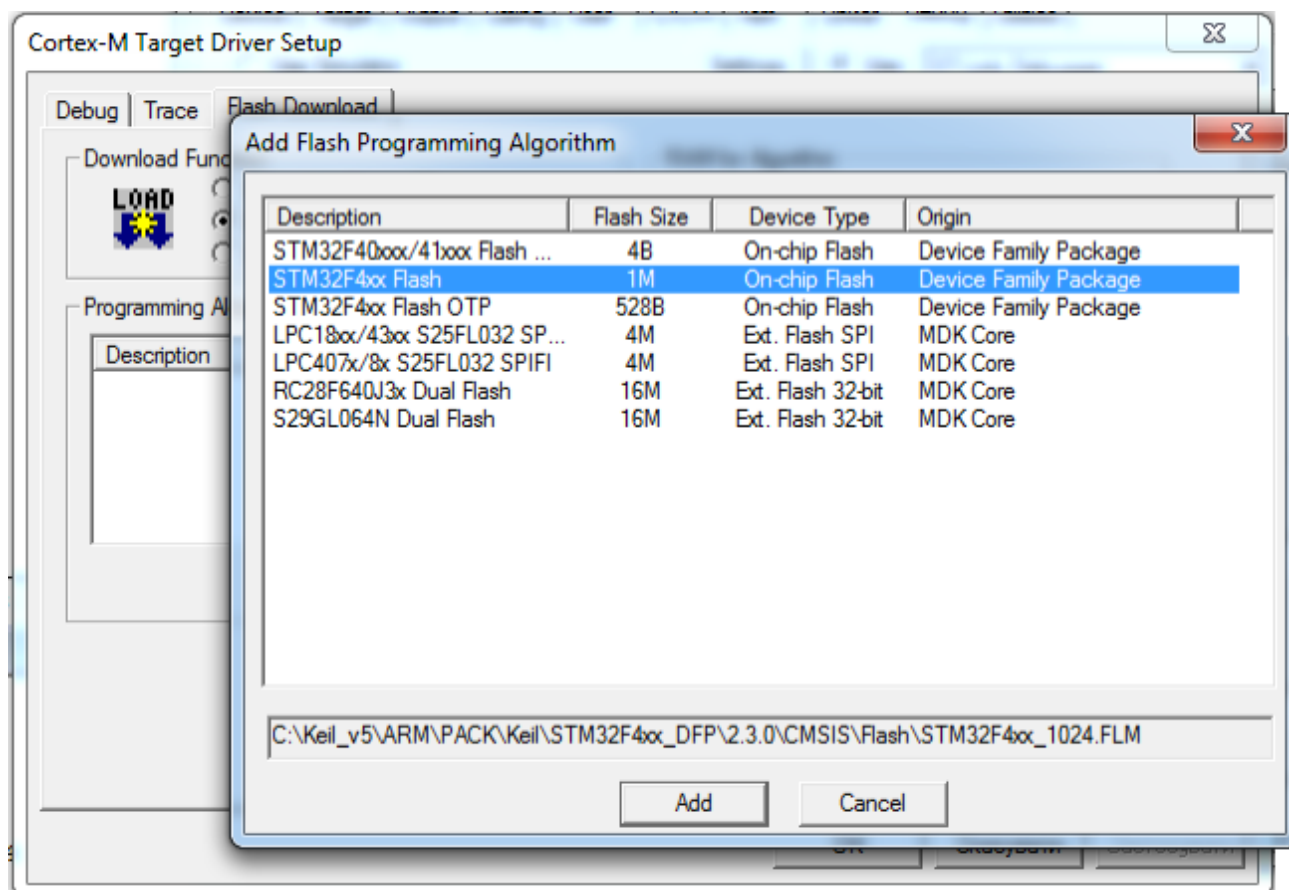 Cortex-M Target Driver Setup
Debug Trace Flash Download
Add Flash Programming Algorithm
Download Func
LOAD
Description Flash Size Device Type Origin
STM32F40xxx/41xxx Flash ... 4B On-chip Flash Device Family Package
STM32F4xx Flash 1M On-chip Flash Device Family Package
STM32F4xx Flash OTP 528B On-chip Flash Device Family Package
LPC18xx/43xx S25FL032 SP... 4M Ext. Flash SPI MDK Core
LPC407x/8x S25FL032 SPIFI 4M Ext. Flash SPI MDK Core
RC28F640J3x Dual Flash 16M Ext. Flash 32-bit MDK Core
S29GL064N Dual Flash 16M Ext. Flash 32-bit MDK Core
Programming Al
Description
C:\Keil_v5\ARM\PACK\Keil\STM32F4xx_DFP\2.3.0\CMSIS\Flash\STM32F4xx_1024.FLM
Add Cancel